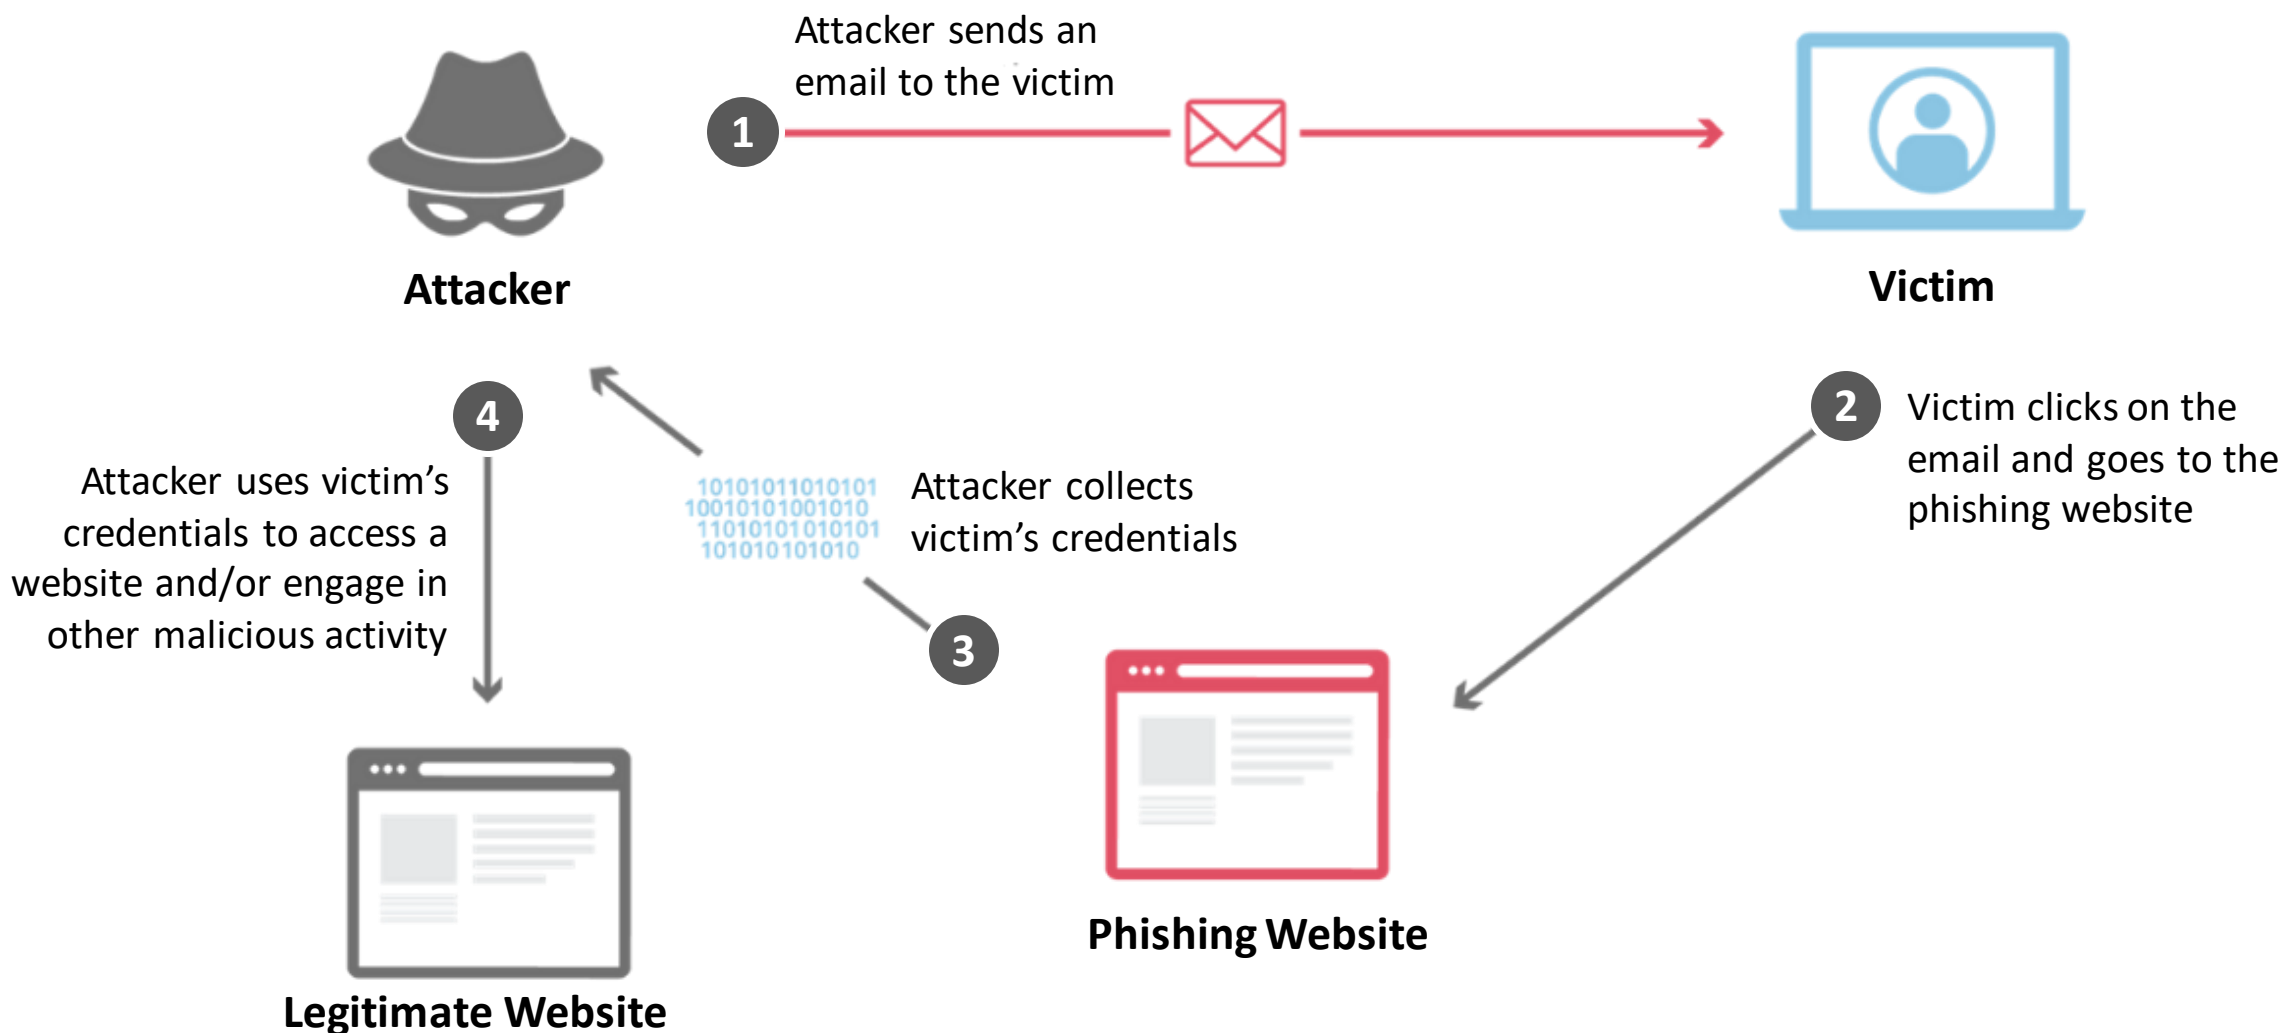 Attacker sends an
email to the victim
1
Attacker
Victim
4
2
Victim clicks on the
email and goes to the
phishing website
Attacker uses victim's
credentials to access a
website and/or engage in
other malicious activity
10101011010101
10010101001010
11010101010101
101010101010
Attacker collects
victim's credentials
3
Phishing Website
Legitimate Website